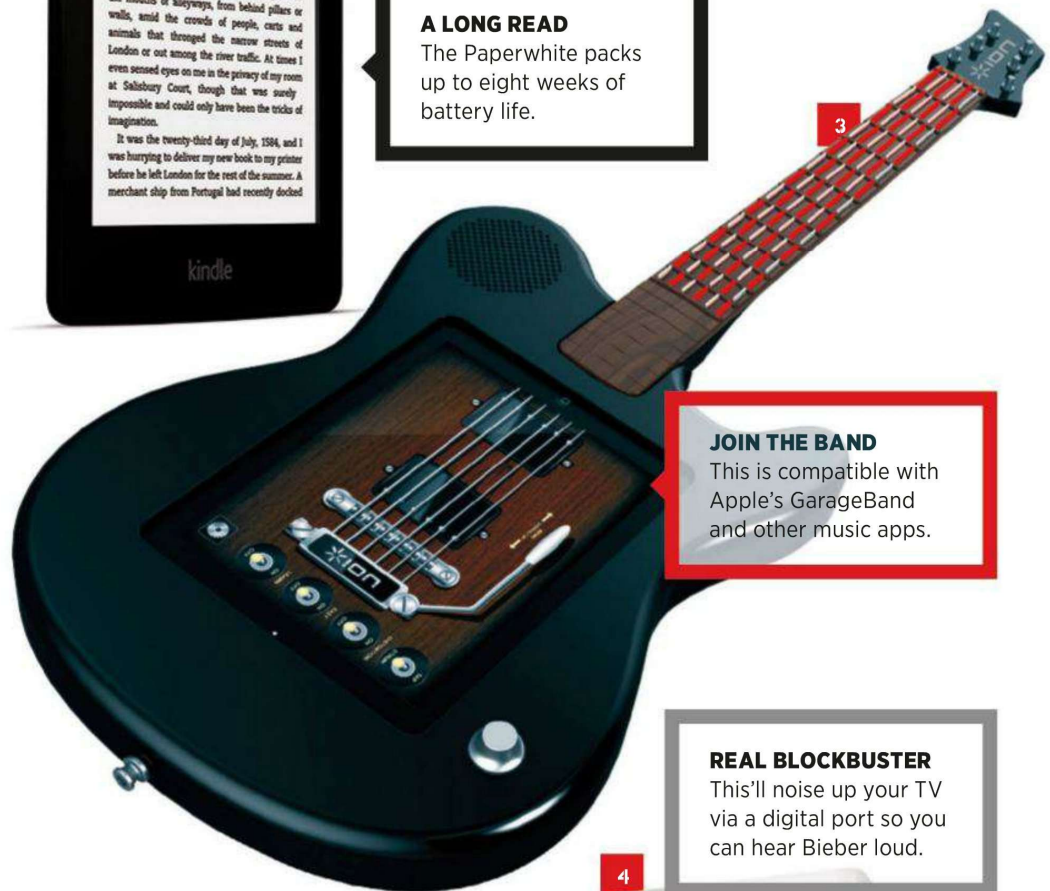 walls, amid the crowds of people, carts and
animals that thronged the narrow streets of
London or out among the river traffic. At times I
even sensed eyes on me in the privacy of my room
at Salisbury Court, though that was surely
impossible and could only have been the tricks of
imagination.
It was the twenty-third day of July, 1584, and I
was hurrying to deliver my new book to my printer
before he left London for the rest of the summer. A
merchant ship from Portugal had recently docked
kindle
A LONG READ
The Paperwhite packs
up to eight weeks of
battery life.
3
ION
JOIN THE BAND
This is compatible with
Apple's GarageBand
and other music apps.
ION
REAL BLOCKBUSTER
This'll noise up your TV
via a digital port so you
can hear Bieber loud.
4